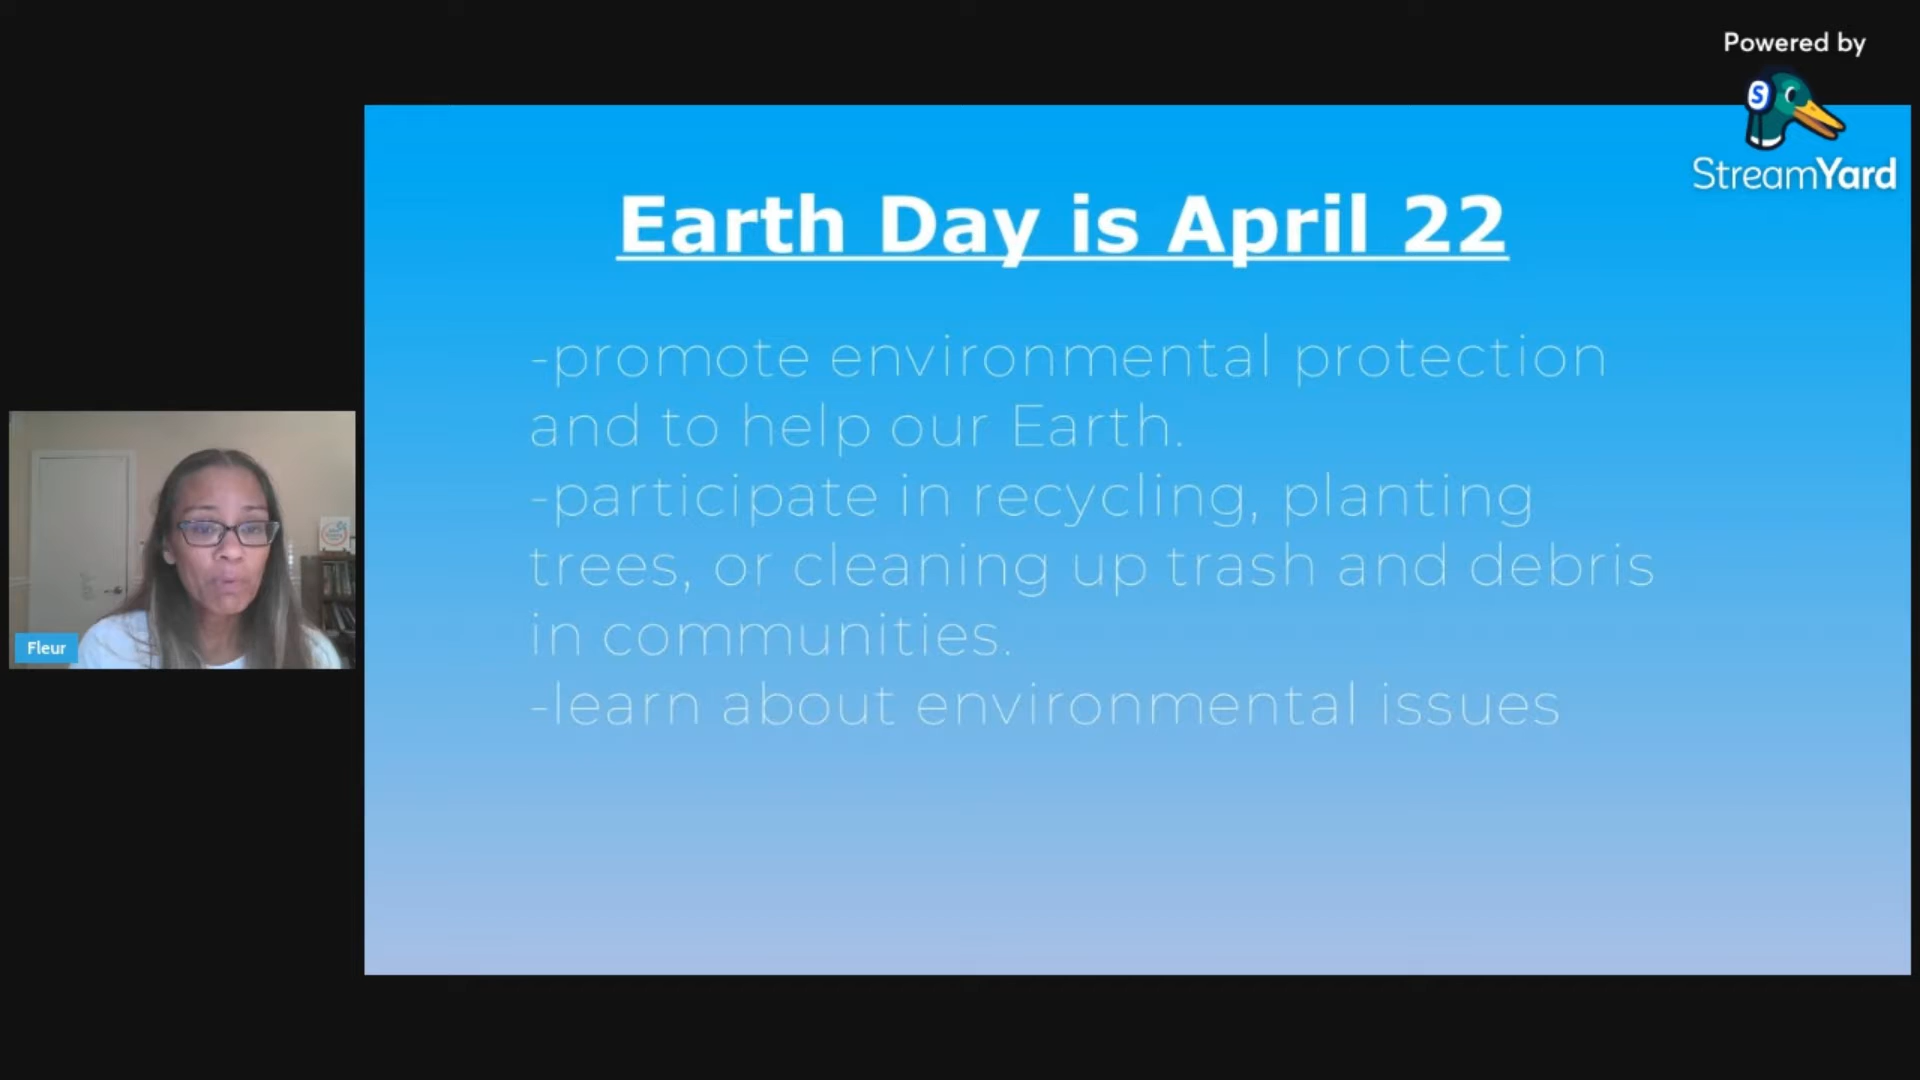 Powered by
StreamYard
Earth Day is April 22
-promote environmental protection
and to help our Earth.
-participate in recycling, planting
trees, or cleaning up trash and debris
in communities.
-learn about environmental issues
Fleur